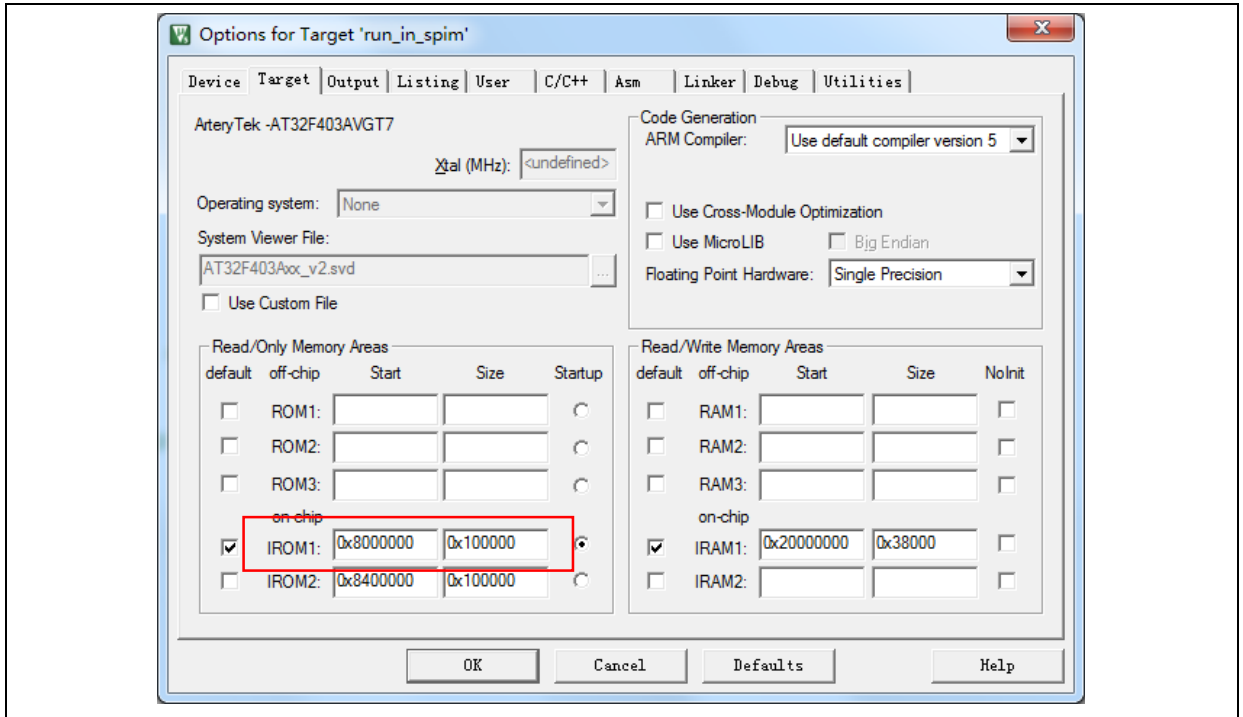 Options for Target 'run_in_spim'
Device Target Output Listing User C/C++ Asm Linker Debug Utilities
ArteryTek -AT32F403AVGT7
Xtal (MHz): <undefined>
Operating system: None
System Viewer File:
AT32F403Axx_v2.svd ...
Use Custom File
Code Generation
ARM Compiler: Use default compiler version 5
Use Cross-Module Optimization
Use MicroLIB Big Endian
Floating Point Hardware: Single Precision
Read/Only Memory Areas
default off-chip Start Size Startup
ROM1:
ROM2:
ROM3:
on-chip
IROM1: 0x8000000 0x100000
IROM2: 0x8400000 0x100000
Read/Write Memory Areas
default off-chip Start Size NoInit
RAM1:
RAM2:
RAM3:
on-chip
IRAM1: 0x20000000 0x38000
IRAM2:
OK Cancel Defaults Help